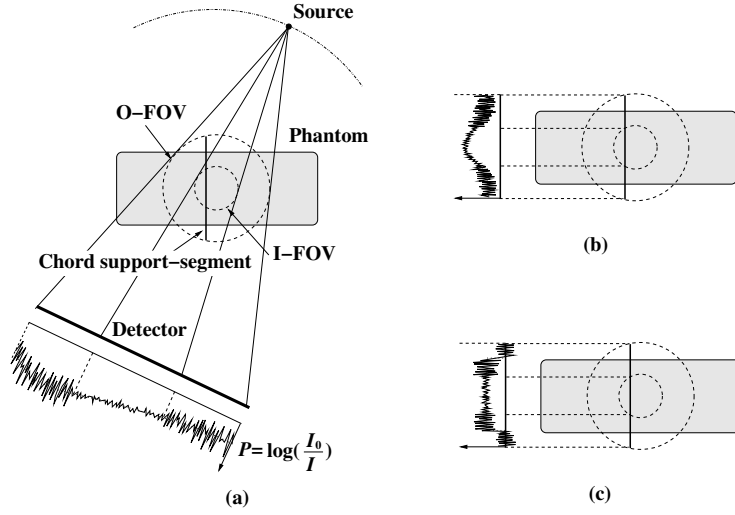 Source
O−FOV
Phantom
I−FOV
Chord support−segment
Detector
P=log(I₀/I)
(a)
(b)
(c)